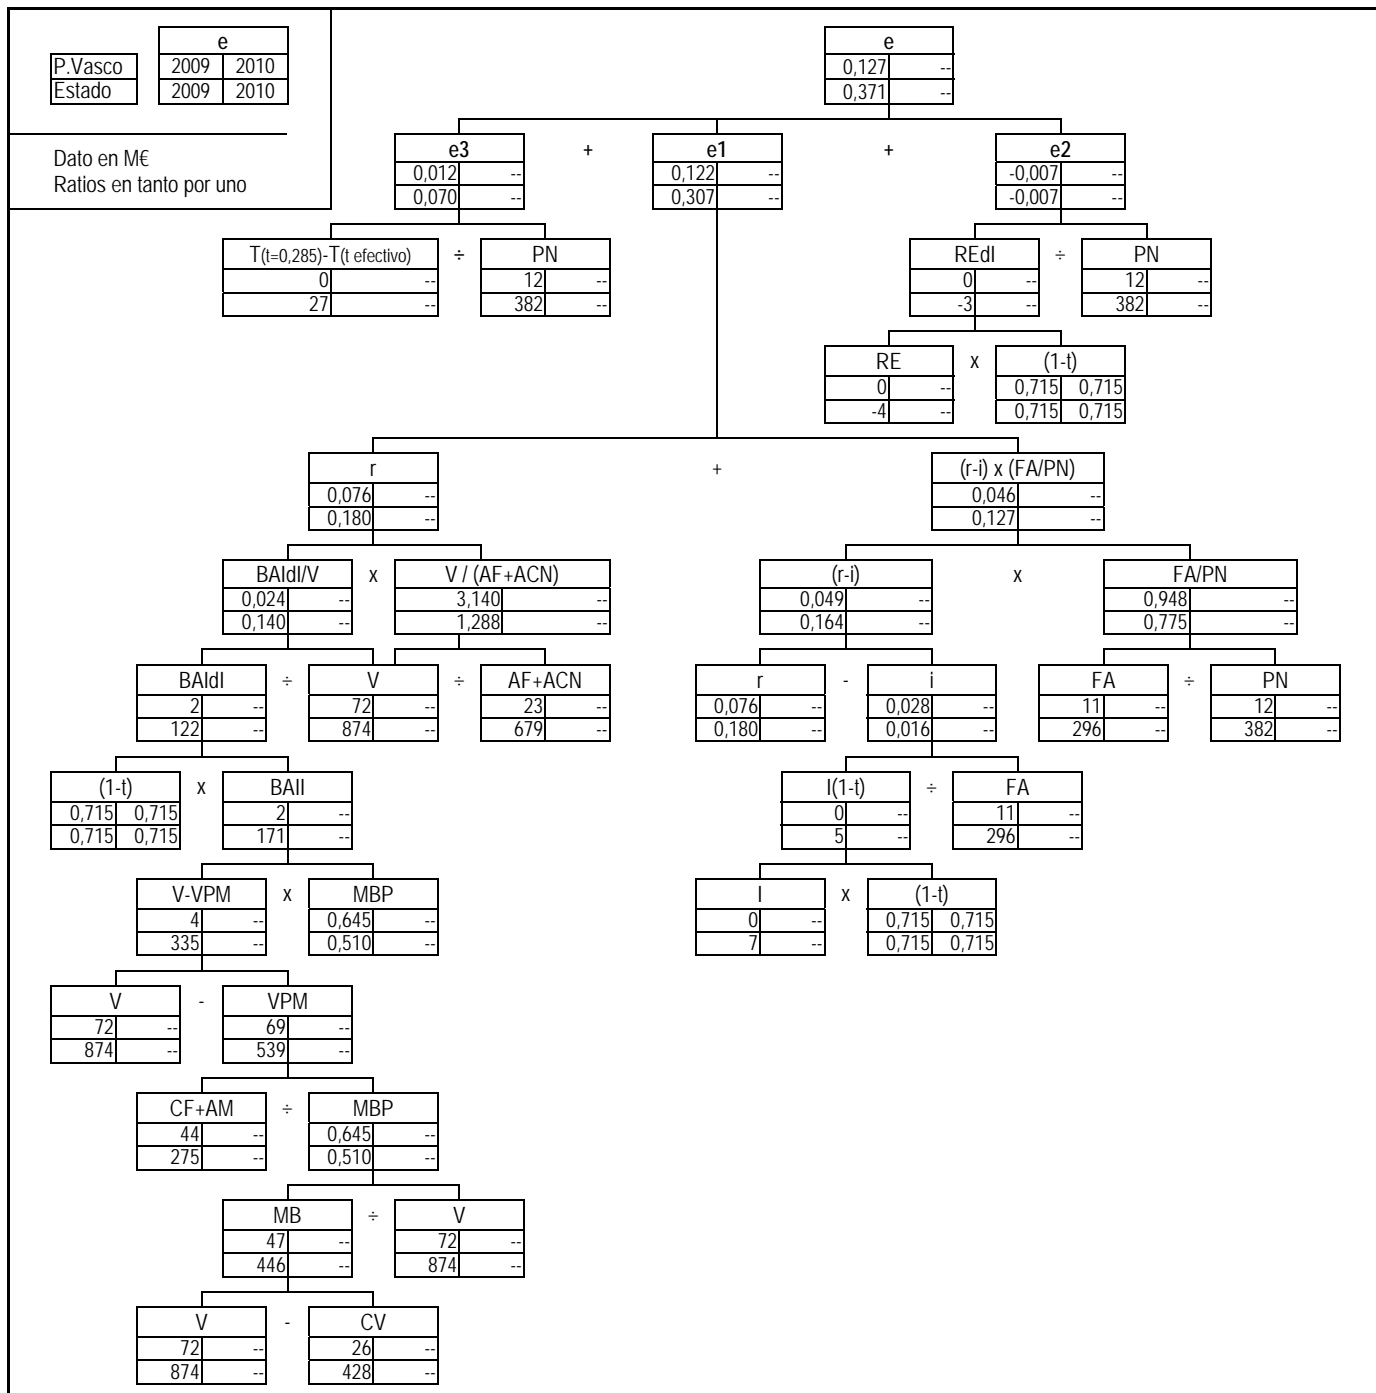 e
P.Vasco 2009 2010
Estado 2009 2010
Dato en M€
Ratios en tanto por uno
e
0,127 --
0,371 --
e3 + e1 + e2
0,012 -- 0,122 -- -0,007 --
0,070 -- 0,307 -- -0,007 --
T(t=0,285)-T(t efectivo) ÷ PN REdI ÷ PN
0 -- 12 -- 0 -- 12 --
27 -- 382 -- -3 -- 382 --
RE x (1-t)
0 -- 0,715 0,715
-4 -- 0,715 0,715
r + (r-i) x (FA/PN)
0,076 -- 0,046 --
0,180 -- 0,127 --
BAIdI/V x V / (AF+ACN) (r-i) x FA/PN
0,024 -- 3,140 -- 0,049 -- 0,948 --
0,140 -- 1,288 -- 0,164 -- 0,775 --
BAIdI ÷ V ÷ AF+ACN r - i FA ÷ PN
2 -- 72 -- 23 -- 0,076 -- 0,028 -- 11 -- 12 --
122 -- 874 -- 679 -- 0,180 -- 0,016 -- 296 -- 382 --
(1-t) x BAII I(1-t) ÷ FA
0,715 0,715 2 -- 0 -- 11 --
0,715 0,715 171 -- 5 -- 296 --
V-VPM x MBP I x (1-t)
4 -- 0,645 -- 0 -- 0,715 0,715
335 -- 0,510 -- 7 -- 0,715 0,715
V - VPM
72 -- 69 --
874 -- 539 --
CF+AM ÷ MBP
44 -- 0,645 --
275 -- 0,510 --
MB ÷ V
47 -- 72 --
446 -- 874 --
V - CV
72 -- 26 --
874 -- 428 --